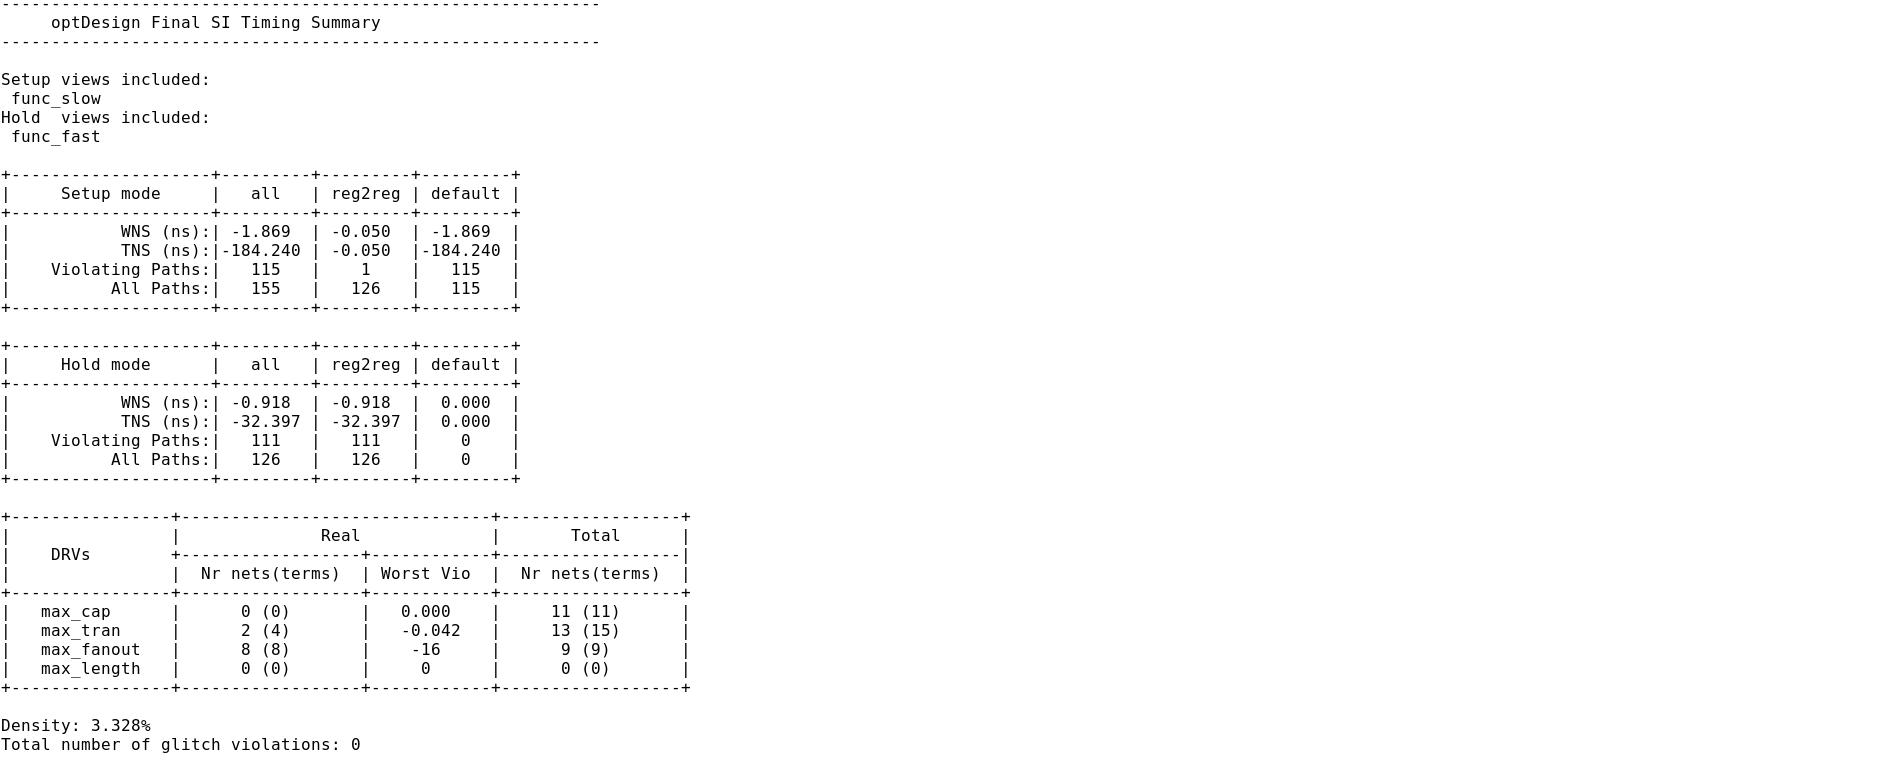 ------------------------------------------------------------
     optDesign Final SI Timing Summary
------------------------------------------------------------

Setup views included:
 func_slow
Hold  views included:
 func_fast

+--------------------+---------+---------+---------+
|     Setup mode     |   all   | reg2reg | default |
+--------------------+---------+---------+---------+
|           WNS (ns):| -1.869  | -0.050  | -1.869  |
|           TNS (ns):|-184.240 | -0.050  |-184.240 |
|    Violating Paths:|   115   |    1    |   115   |
|          All Paths:|   155   |   126   |   115   |
+--------------------+---------+---------+---------+

+--------------------+---------+---------+---------+
|     Hold mode      |   all   | reg2reg | default |
+--------------------+---------+---------+---------+
|           WNS (ns):| -0.918  | -0.918  |  0.000  |
|           TNS (ns):| -32.397 | -32.397 |  0.000  |
|    Violating Paths:|   111   |   111   |    0    |
|          All Paths:|   126   |   126   |    0    |
+--------------------+---------+---------+---------+

+----------------+-------------------------------+------------------+
|                |              Real             |       Total      |
|    DRVs        +------------------+------------+------------------|
|                |  Nr nets(terms)  | Worst Vio  |  Nr nets(terms)  |
+----------------+------------------+------------+------------------+
|   max_cap      |      0 (0)       |   0.000    |     11 (11)      |
|   max_tran     |      2 (4)       |   -0.042   |     13 (15)      |
|   max_fanout   |      8 (8)       |    -16     |      9 (9)       |
|   max_length   |      0 (0)       |     0      |      0 (0)       |
+----------------+------------------+------------+------------------+

Density: 3.328%
Total number of glitch violations: 0